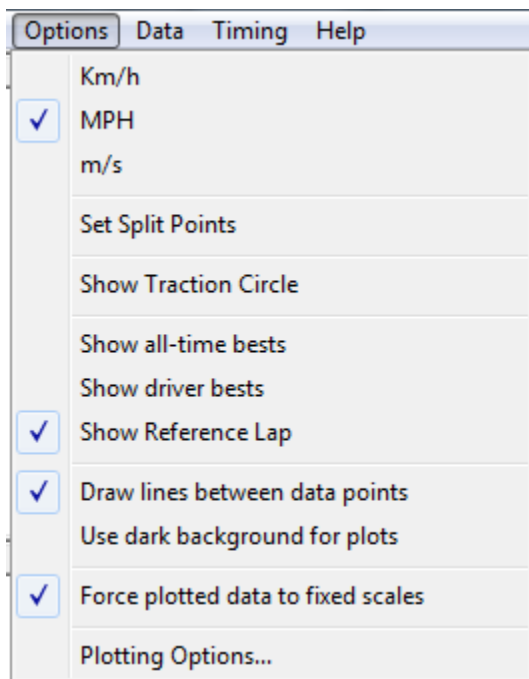 Options Data Timing Help
Km/h
MPH
m/s
Set Split Points
Show Traction Circle
Show all-time bests
Show driver bests
Show Reference Lap
Draw lines between data points
Use dark background for plots
Force plotted data to fixed scales
Plotting Options...